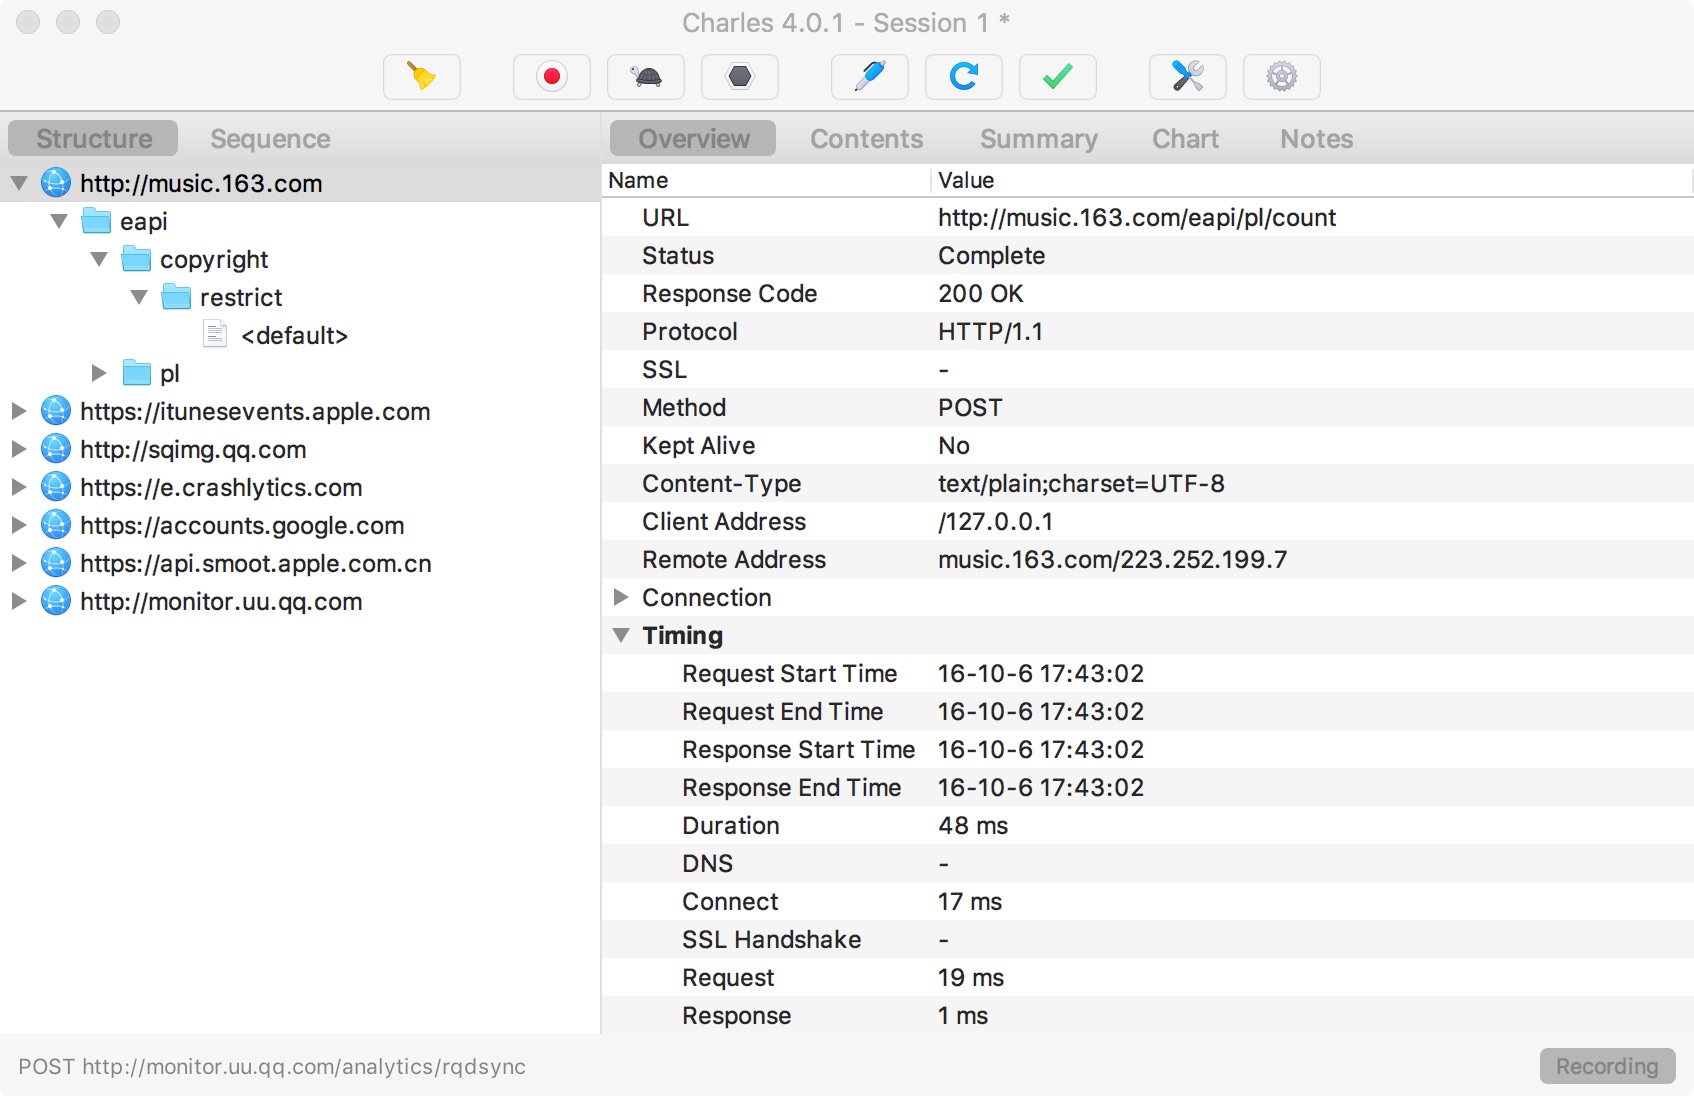 Charles 4.0.1 - Session 1 *
Structure
Sequence
Overview
Contents
Summary
Chart
Notes
http://music.163.com
eapi
copyright
restrict
<default>
pl
https://itunesevents.apple.com
http://sqimg.qq.com
https://e.crashlytics.com
https://accounts.google.com
https://api.smoot.apple.com.cn
http://monitor.uu.qq.com
Name Value
URL http://music.163.com/eapi/pl/count
Status Complete
Response Code 200 OK
Protocol HTTP/1.1
SSL -
Method POST
Kept Alive No
Content-Type text/plain;charset=UTF-8
Client Address /127.0.0.1
Remote Address music.163.com/223.252.199.7
Connection
Timing
Request Start Time 16-10-6 17:43:02
Request End Time 16-10-6 17:43:02
Response Start Time 16-10-6 17:43:02
Response End Time 16-10-6 17:43:02
Duration 48 ms
DNS -
Connect 17 ms
SSL Handshake -
Request 19 ms
Response 1 ms
POST http://monitor.uu.qq.com/analytics/rqdsync
Recording